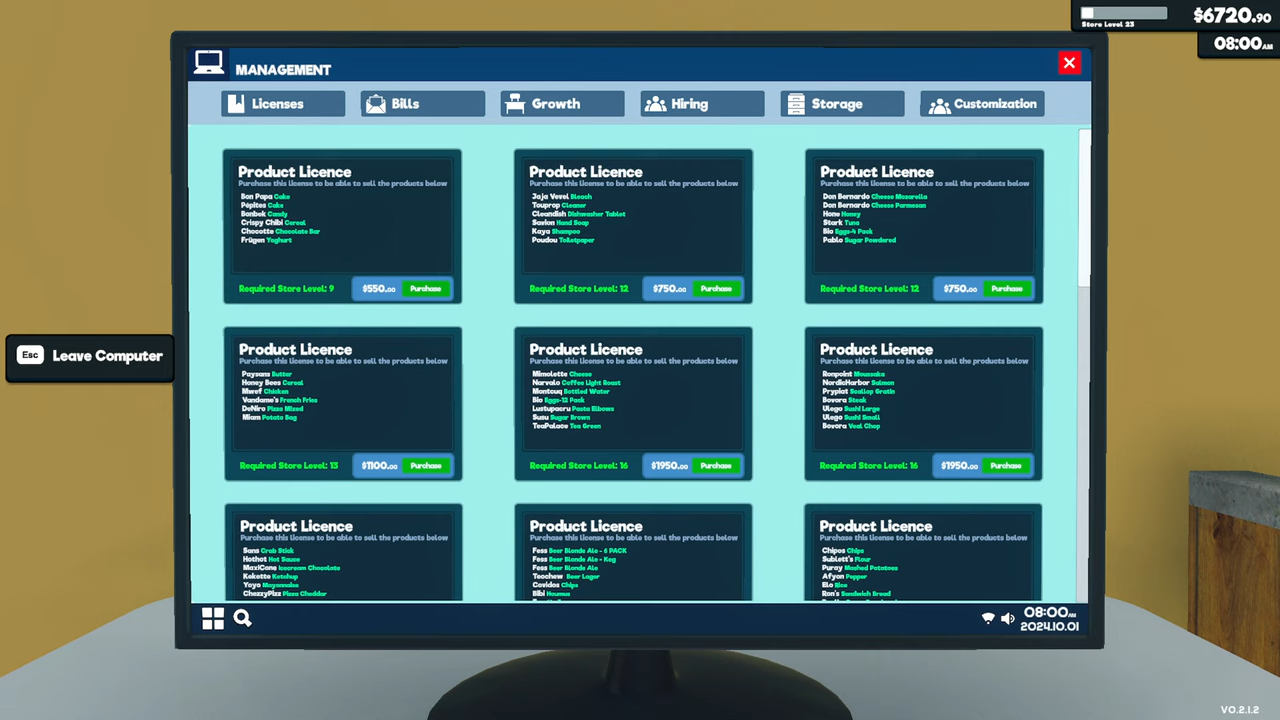 $6720.90
Store Level 23
08:00AM
MANAGEMENT
Licenses
Bills
Growth
Hiring
Storage
Customization
Product Licence
Purchase this license to be able to sell the products below
Bon Papa Cake
Pépites Cake
Bonbek Candy
Crispy Chibi Cereal
Chocotte Chocolate Bar
Frügen Yoghurt
Required Store Level: 9
$550.00
Purchase
Product Licence
Purchase this license to be able to sell the products below
Jaja Vovel Bleach
Touprop Cleaner
Cleandish Dishwasher Tablet
Savion Hand Soap
Kaya Shampoo
Poudou Toiletpaper
Required Store Level: 12
$750.00
Purchase
Product Licence
Purchase this license to be able to sell the products below
Don Bernardo Cheese Mozarella
Don Bernardo Cheese Parmesan
Hone Honey
Stark Tuna
Bio Eggs-4 Pack
Pablo Sugar Powdered
Required Store Level: 12
$750.00
Purchase
Esc
Leave Computer
Product Licence
Purchase this license to be able to sell the products below
Paysans Butter
Honey Bees Cereal
Mwef Chicken
Vandame's French Fries
DeNiro Pizza Mixed
Miam Potato Bag
Required Store Level: 13
$1100.00
Purchase
Product Licence
Purchase this license to be able to sell the products below
Mimolette Cheese
Narvalo Coffee Light Roast
Montouq Bottled Water
Bio Eggs-12 Pack
Lustupacru Pasta Elbows
Susu Sugar Brown
TeaPalace Tea Green
Required Store Level: 16
$1950.00
Purchase
Product Licence
Purchase this license to be able to sell the products below
Ronpoint Moussaka
NordicHarbor Salmon
Pryplat Scallop Gratin
Bovora Steak
Ulego Sushi Large
Ulego Sushi Small
Bovora Veal Chop
Required Store Level: 16
$1950.00
Purchase
Product Licence
Purchase this license to be able to sell the products below
Sans Crab Stick
Hothot Hot Sauce
MaxiCone Icecream Chocolate
Kekette Ketchup
Yoyo Mayonnaise
ChezzyPizz Pizza Cheddar
Product Licence
Purchase this license to be able to sell the products below
Fess Beer Blonde Ale - 6 PACK
Fess Beer Blonde Ale - Keg
Fess Beer Blonde Ale
Teachew Beer Lager
Covidos Chips
Bibi Houmus
Product Licence
Purchase this license to be able to sell the products below
Chipos Chips
Sublett's Flour
Puray Mashed Potatoes
Afyon Pepper
Elo Rice
Ron's Sandwich Bread
08:00AM
2024.10.01
V0.2.1.2